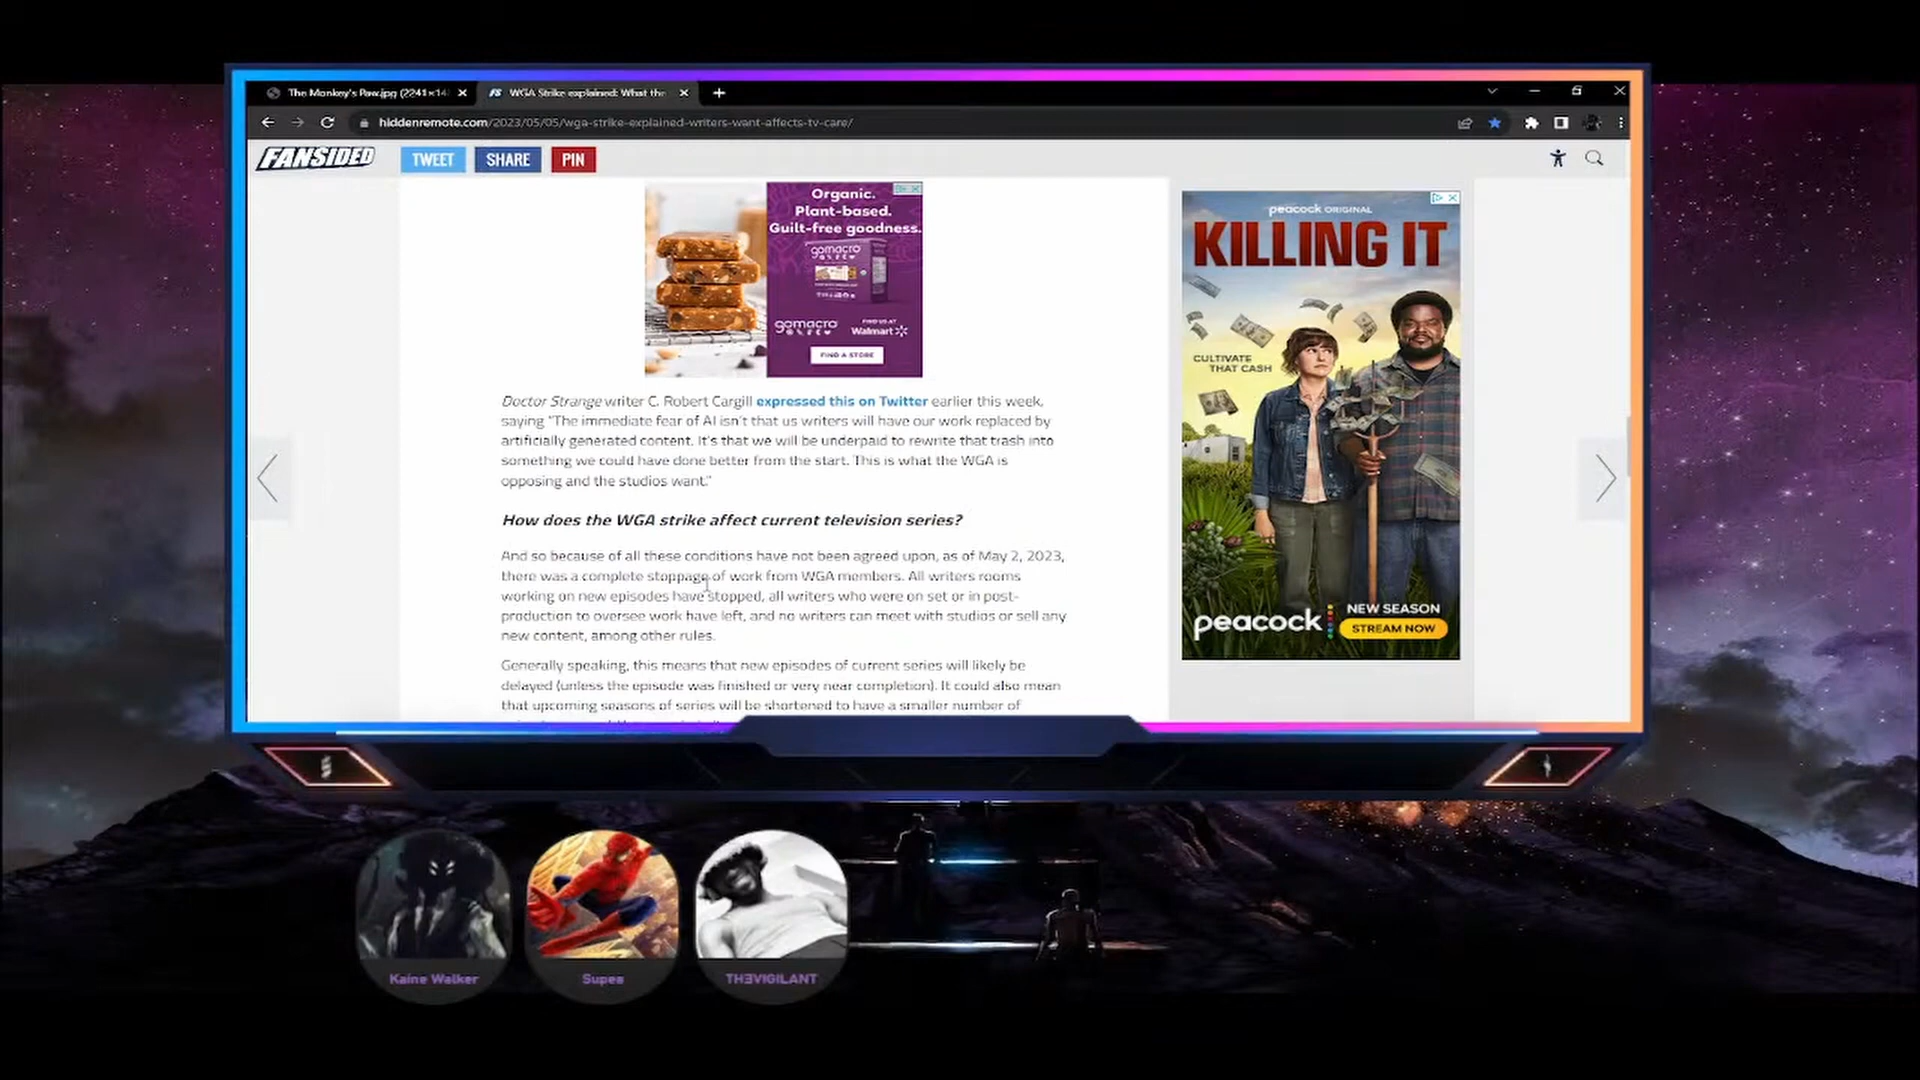 The Monkey's Paw.jpg (2241×14
WGA Strike explained: What the
hiddenremote.com/2023/05/05/wga-strike-explained-writers-want-affects-tv-care/
FANSIDED
TWEET
SHARE
PIN
Organic.
Plant-based.
Guilt-free goodness.
gomacro
gomacro
FIND US AT
Walmart
FIND A STORE
Doctor Strange writer C. Robert Cargill expressed this on Twitter earlier this week,
saying "The immediate fear of AI isn't that us writers will have our work replaced by
artificially generated content. It's that we will be underpaid to rewrite that trash into
something we could have done better from the start. This is what the WGA is
opposing and the studios want."
How does the WGA strike affect current television series?
And so because of all these conditions have not been agreed upon, as of May 2, 2023,
there was a complete stoppage of work from WGA members. All writers rooms
working on new episodes have stopped, all writers who were on set or in post-
production to oversee work have left, and no writers can meet with studios or sell any
new content, among other rules.
Generally speaking, this means that new episodes of current series will likely be
delayed (unless the episode was finished or very near completion). It could also mean
that upcoming seasons of series will be shortened to have a smaller number of
peacock ORIGINAL
KILLING IT
CULTIVATE
THAT CASH
peacock
NEW SEASON
STREAM NOW
Kaine Walker
Supes
THƎVIGILANT